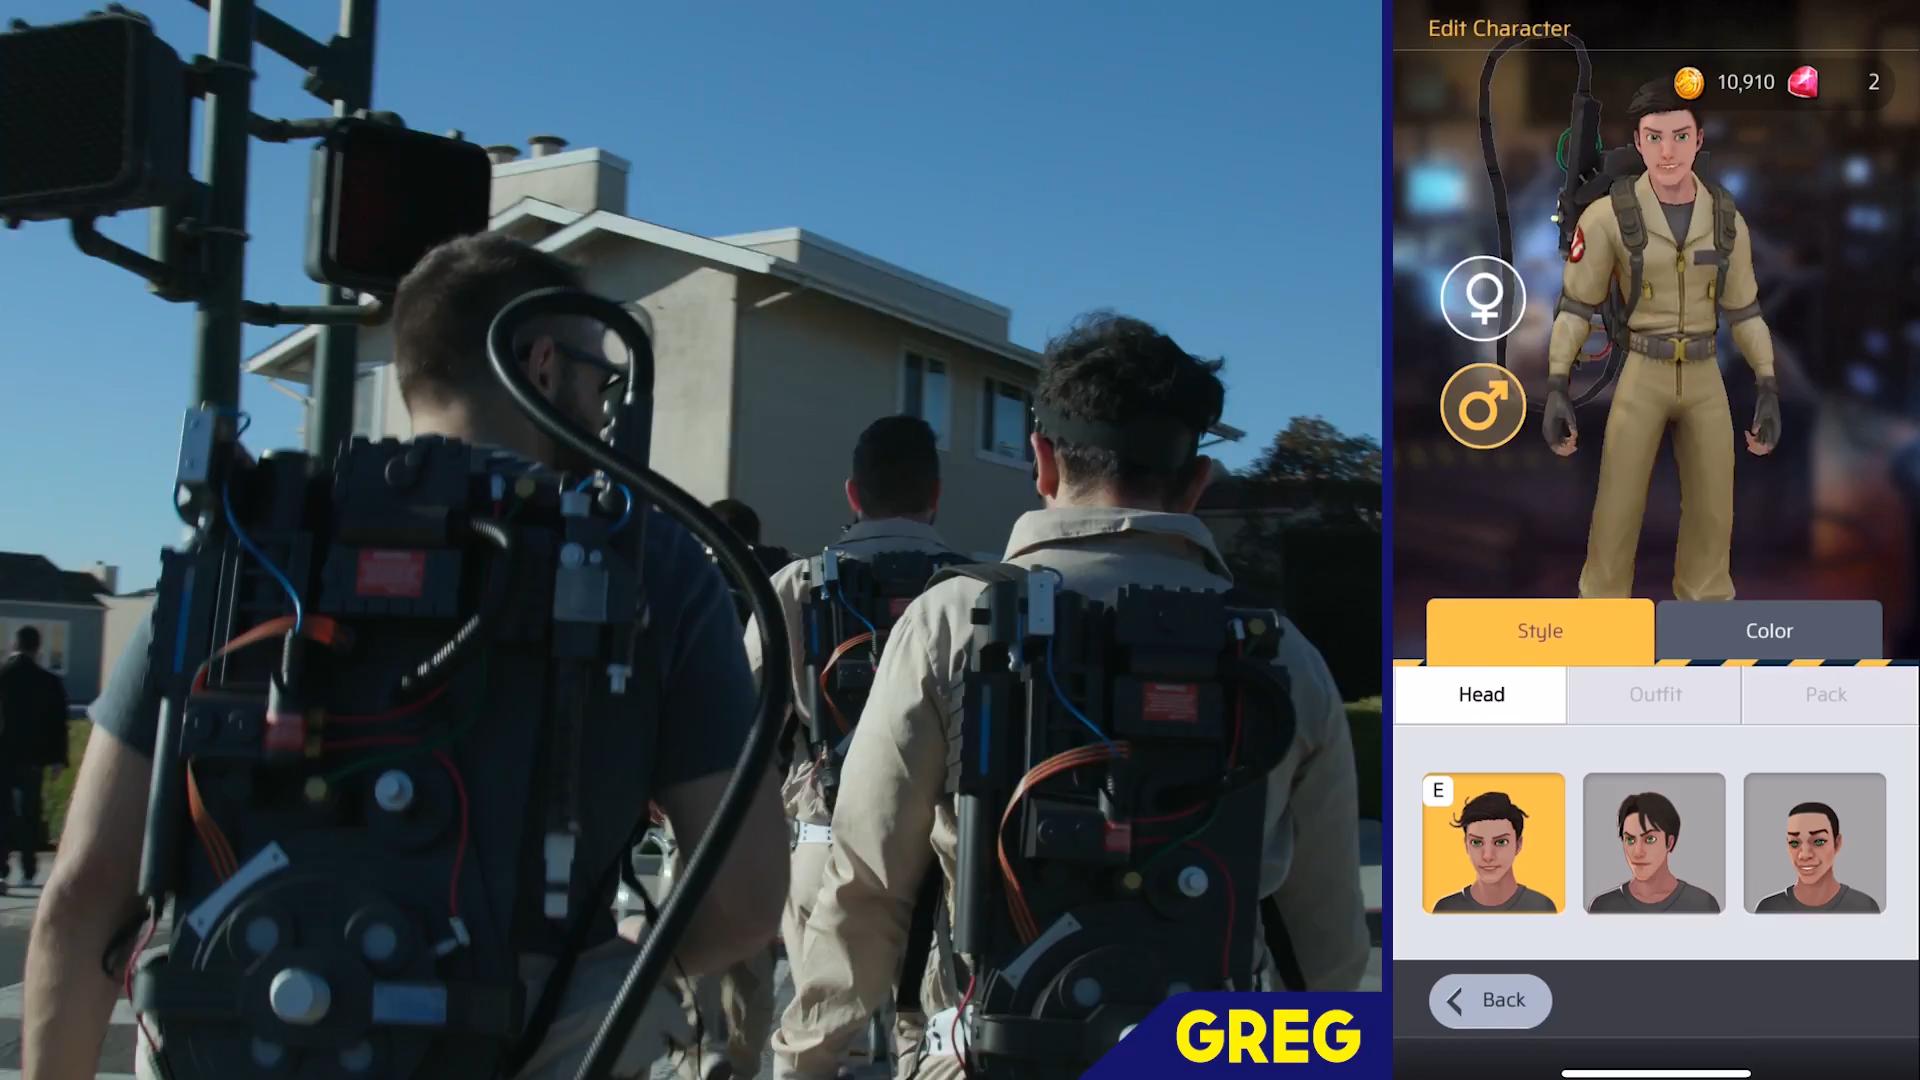 Edit Character
10,910
2
Style
Color
Head
Outfit
Pack
E
Back
GREG